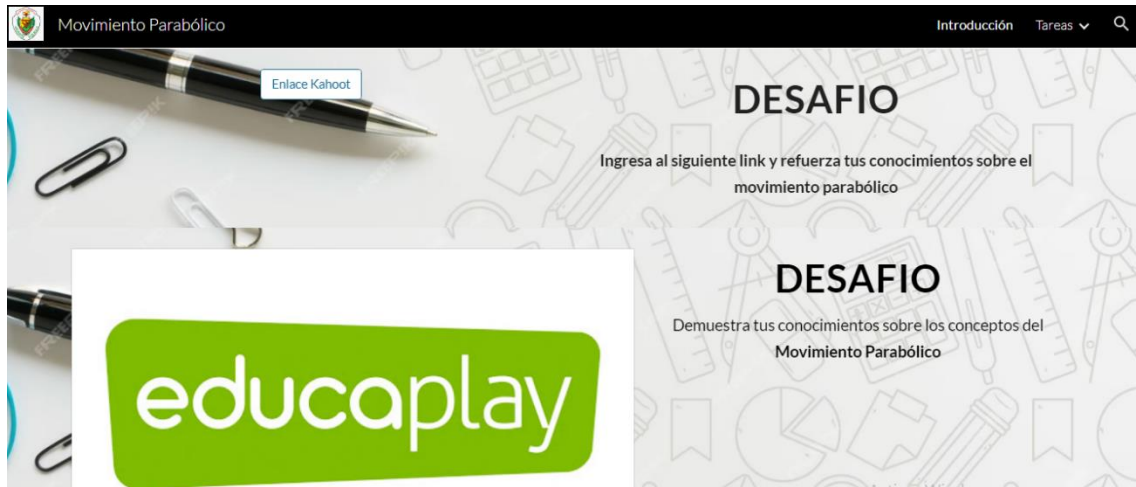 Movimiento Parabólico
Introducción
Tareas
Enlace Kahoot
DESAFIO
Ingresa al siguiente link y refuerza tus conocimientos sobre el
movimiento parabólico
DESAFIO
Demuestra tus conocimientos sobre los conceptos del
Movimiento Parabólico
educaplay